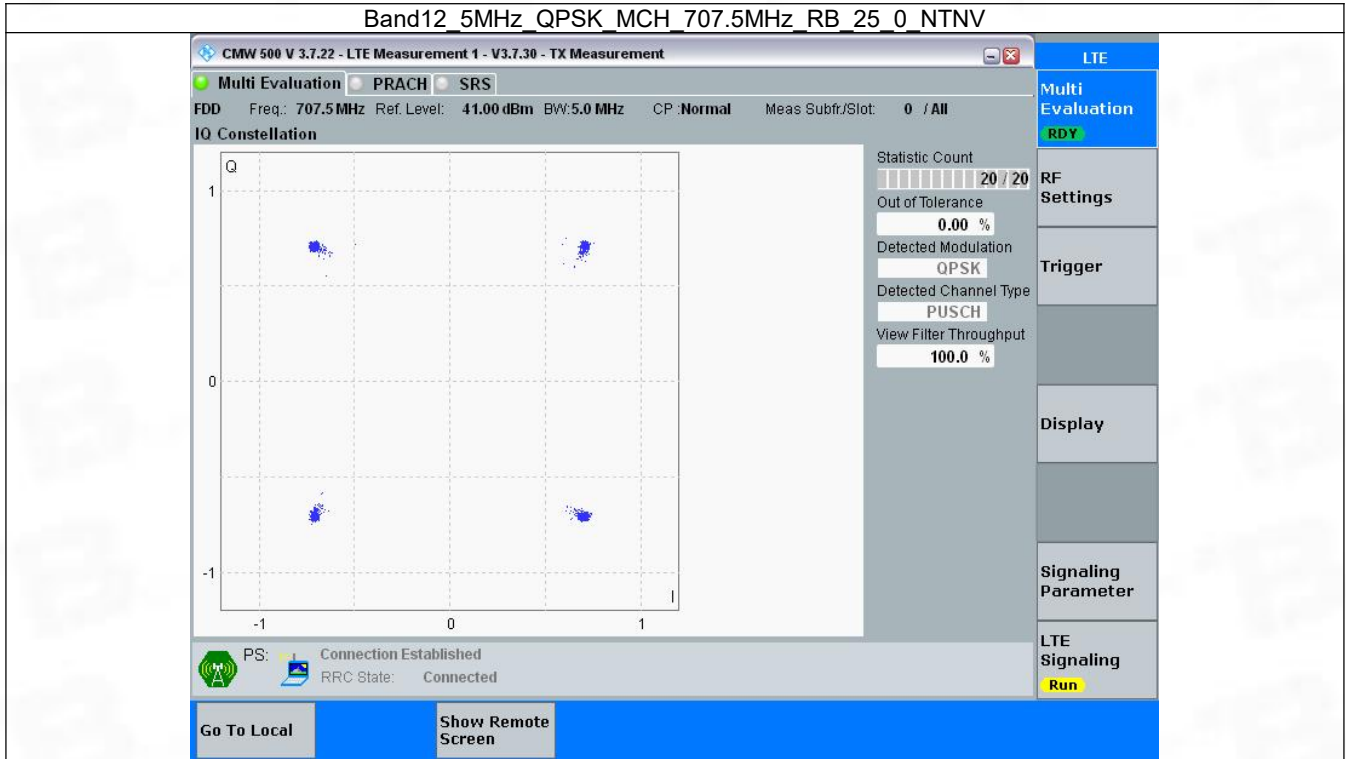 Band12_5MHz_QPSK_MCH_707.5MHz_RB_25_0_NTNV
CMW 500 V 3.7.22 - LTE Measurement 1 - V3.7.30 - TX Measurement
LTE
Multi Evaluation PRACH SRS
Multi
Evaluation
RDY
FDD Freq.: 707.5 MHz Ref. Level: 41.00 dBm BW:5.0 MHz CP :Normal Meas Subfr./Slot: 0 / All
IQ Constellation
Q
1
0
-1
I
-1 0 1
Statistic Count
20 / 20
Out of Tolerance
0.00 %
Detected Modulation
QPSK
Detected Channel Type
PUSCH
View Filter Throughput
100.0 %
RF
Settings
Trigger
Display
Signaling
Parameter
LTE
Signaling
Run
PS: Connection Established
RRC State: Connected
Go To Local
Show Remote
Screen